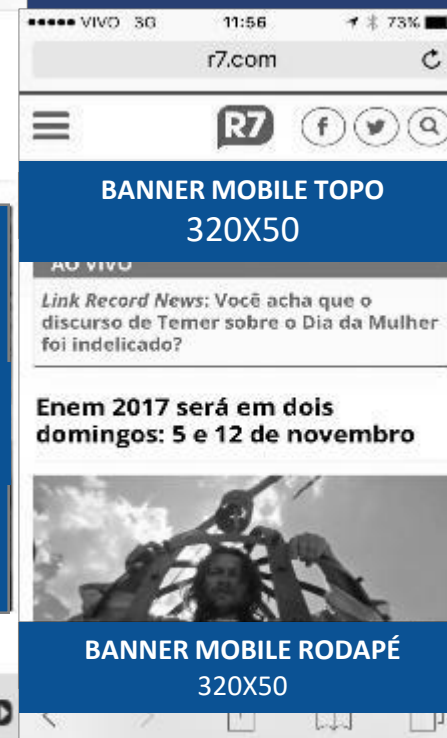 VIVO 3G 11:56 73%
r7.com
R7 f
BANNER MOBILE TOPO
320X50
AO VIVO
Link Record News: Você acha que o
discurso de Temer sobre o Dia da Mulher
foi indelicado?
Enem 2017 será em dois
domingos: 5 e 12 de novembro
BANNER MOBILE RODAPÉ
320X50